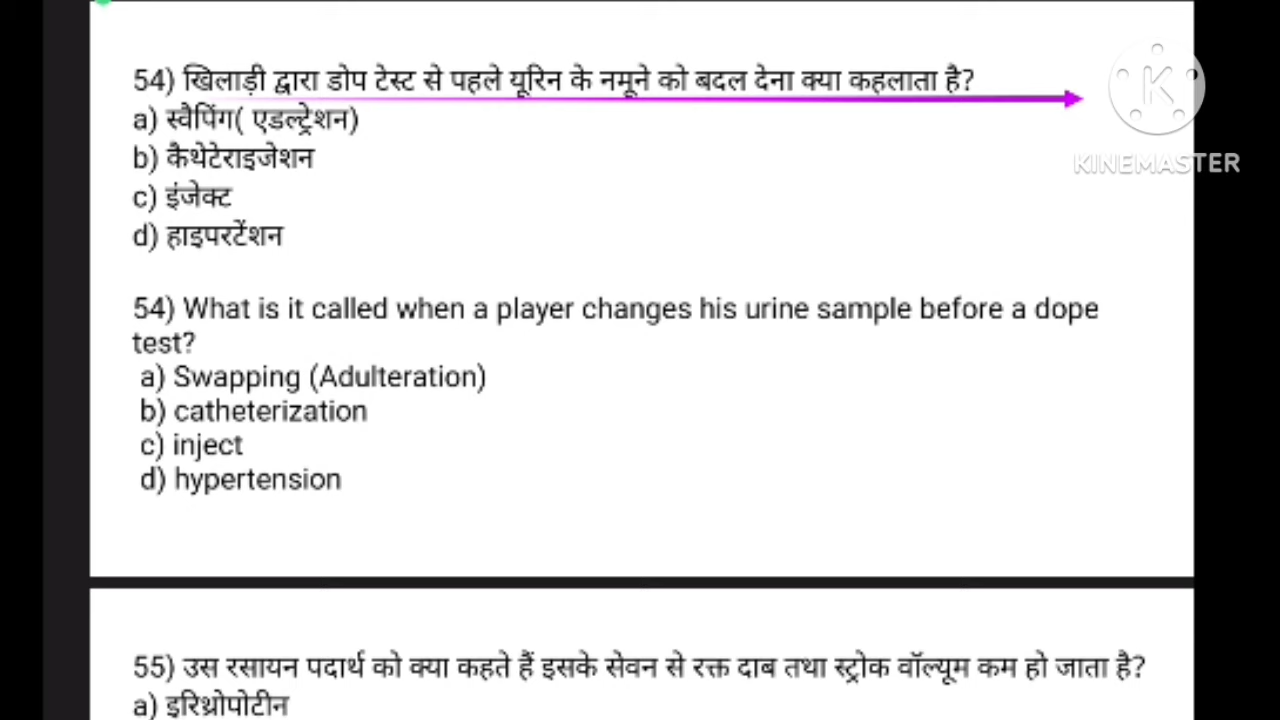 54) खिलाड़ी द्वारा डोप टेस्ट से पहले यूरिन के नमूने को बदल देना क्या कहलाता है?
a) स्वैपिंग( एडल्ट्रेशन)
b) कैथेटेराइजेशन
c) इंजेक्ट
d) हाइपरटेंशन
K
KINEMASTER
54) What is it called when a player changes his urine sample before a dope
test?
a) Swapping (Adulteration)
b) catheterization
c) inject
d) hypertension
55) उस रसायन पदार्थ को क्या कहते हैं इसके सेवन से रक्त दाब तथा स्ट्रोक वॉल्यूम कम हो जाता है?
a) इरिथ्रोपोटीन